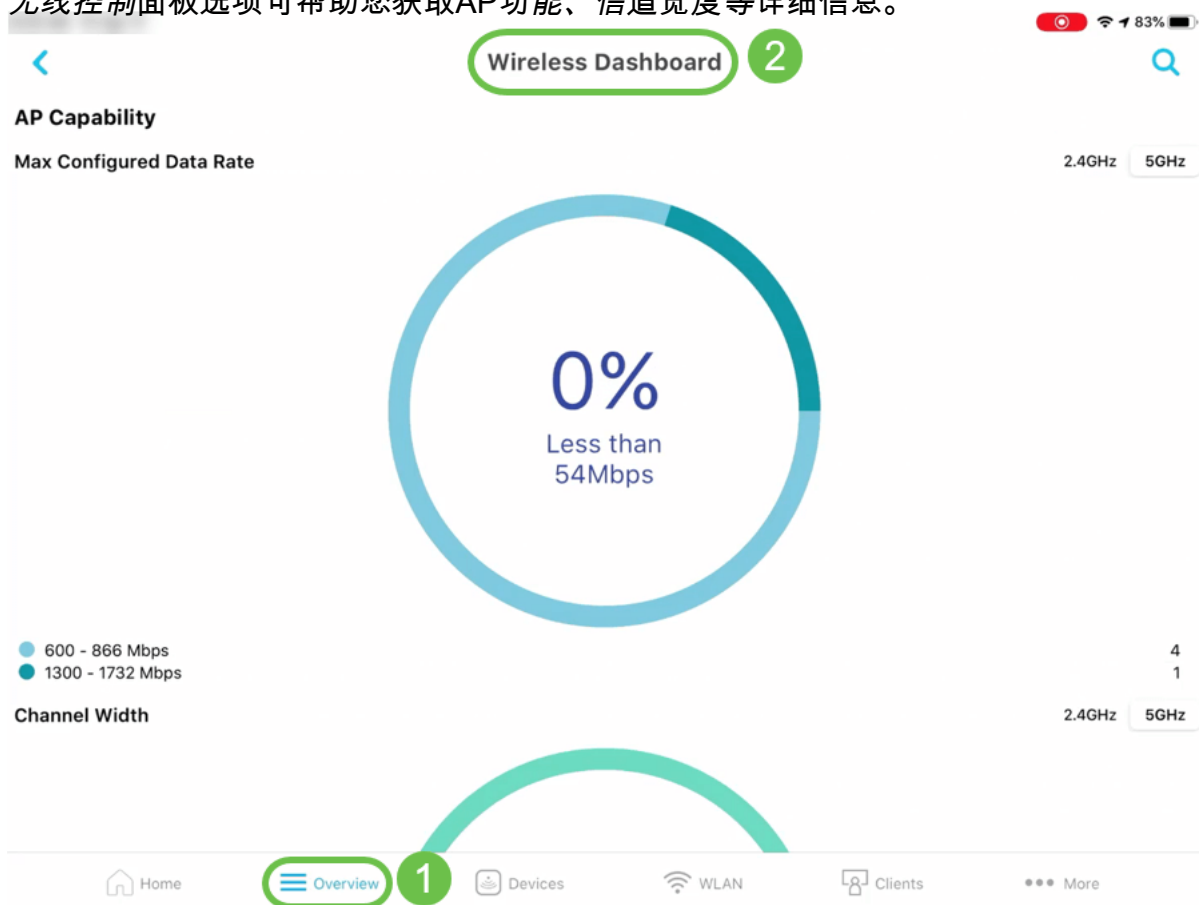 无线控制面板选项可帮助您获取AP功能、信道宽度等详细信息。
83%
Wireless Dashboard 2
AP Capability
Max Configured Data Rate 2.4GHz 5GHz
0%
Less than
54Mbps
600 - 866 Mbps 4
1300 - 1732 Mbps 1
Channel Width 2.4GHz 5GHz
Home Overview 1 Devices WLAN Clients More